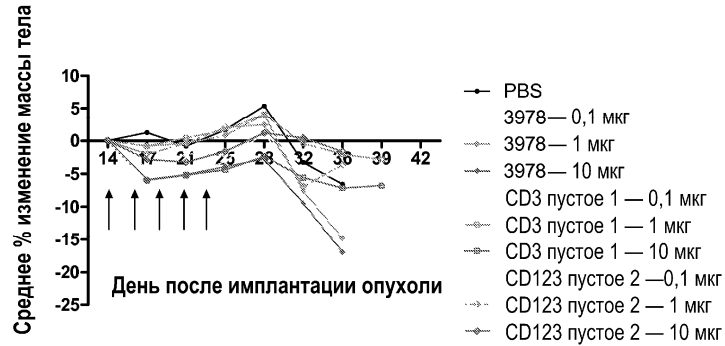 Среднее % изменение массы тела
10
5
0
-5
-10
-15
-20
-25
14 17 21 25 28 32 36 39 42
День после имплантации опухоли
PBS
3978— 0,1 мкг
3978— 1 мкг
3978— 10 мкг
CD3 пустое 1 — 0,1 мкг
CD3 пустое 1 — 1 мкг
CD3 пустое 1 — 10 мкг
CD123 пустое 2 —0,1 мкг
CD123 пустое 2 — 1 мкг
CD123 пустое 2 — 10 мкг